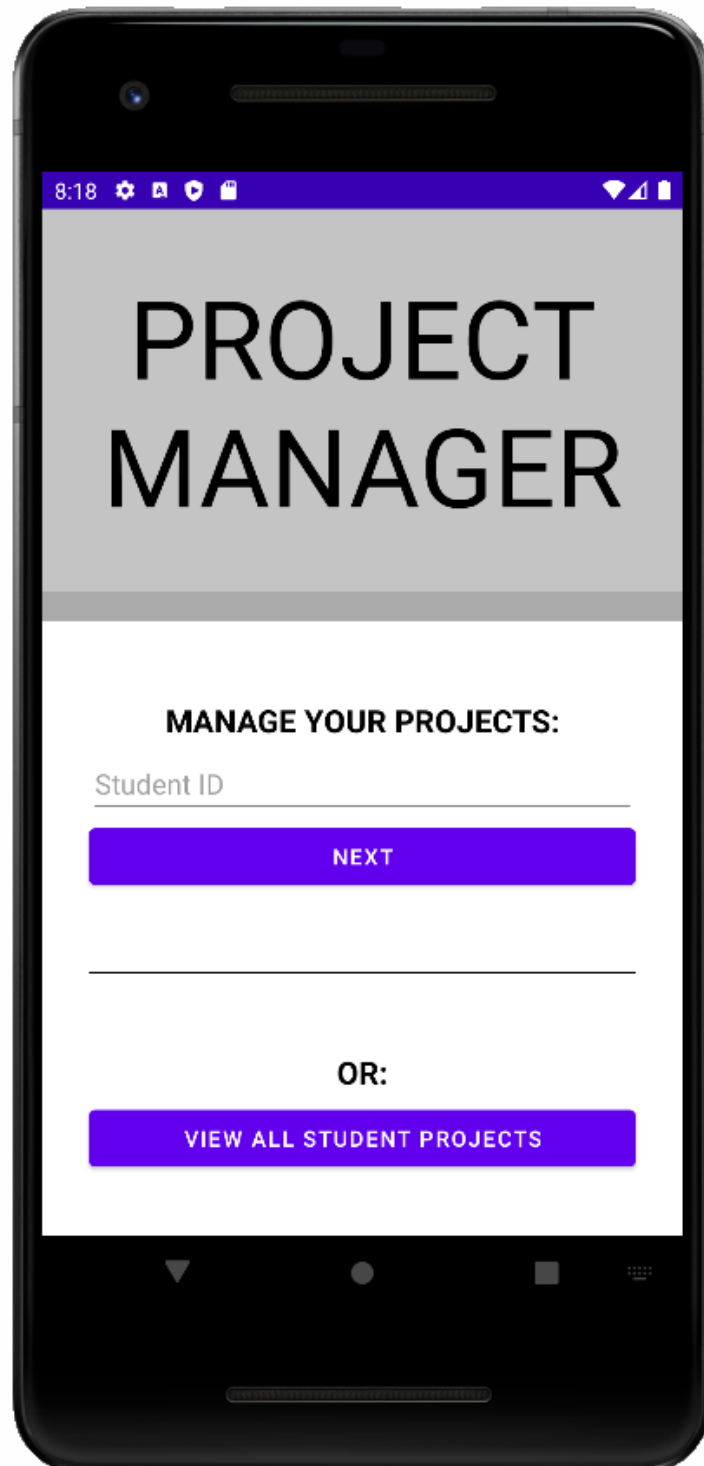 8:18
PROJECT
MANAGER
MANAGE YOUR PROJECTS:
Student ID
NEXT
OR:
VIEW ALL STUDENT PROJECTS